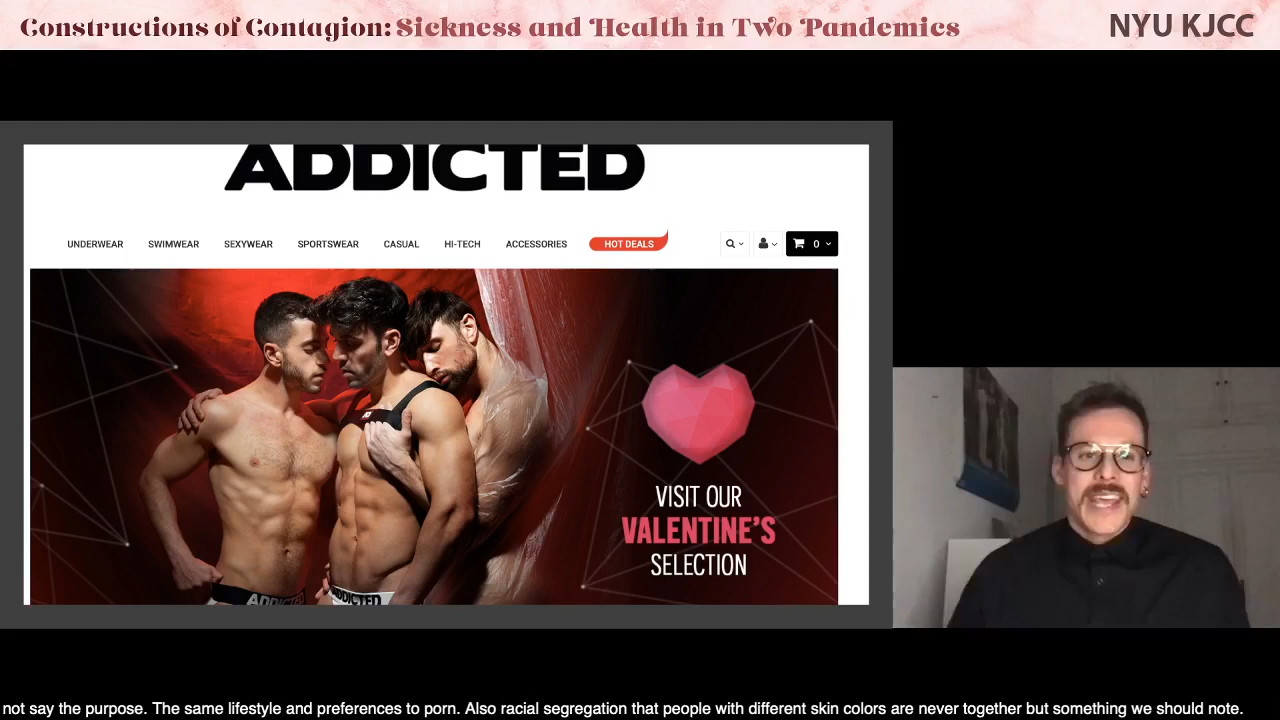 Constructions of Contagion: Sickness and Health in Two Pandemics
NYU KJCC
ADDICTED
UNDERWEAR SWIMWEAR SEXYWEAR SPORTSWEAR CASUAL HI-TECH ACCESSORIES HOT DEALS 0
VISIT OUR
VALENTINE'S
SELECTION
ADDICTED ADDICTED
not say the purpose. The same lifestyle and preferences to porn. Also racial segregation that people with different skin colors are never together but something we should note.